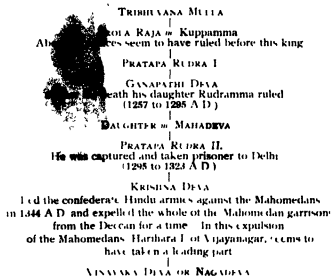 TRIBHUVANA MULLA
ROLA RAJA m Kuppamma
seem to have ruled before this king
PRATAPA RUDRA I
GANAPATHI DEVA
eath his daughter Rudramma ruled
(1257 to 1295 A D)
DAUGHTER m MAHADEVA
PRATAPA RUDRA II.
He was captured and taken prisoner to Delhi
(1295 to 1323 A D)
KRISHNA DEVA
Led the confederate Hindu armies against the Mahomedans
in 1344 A D and expelled the whole of the Mahomedan garrisons
from the Deccan for a time In this expulsion
of the Mahomedans Harihara I of Vijayanagar, seems to
have taken a leading part
VINAYAKA DEVA OR NAGADEVA